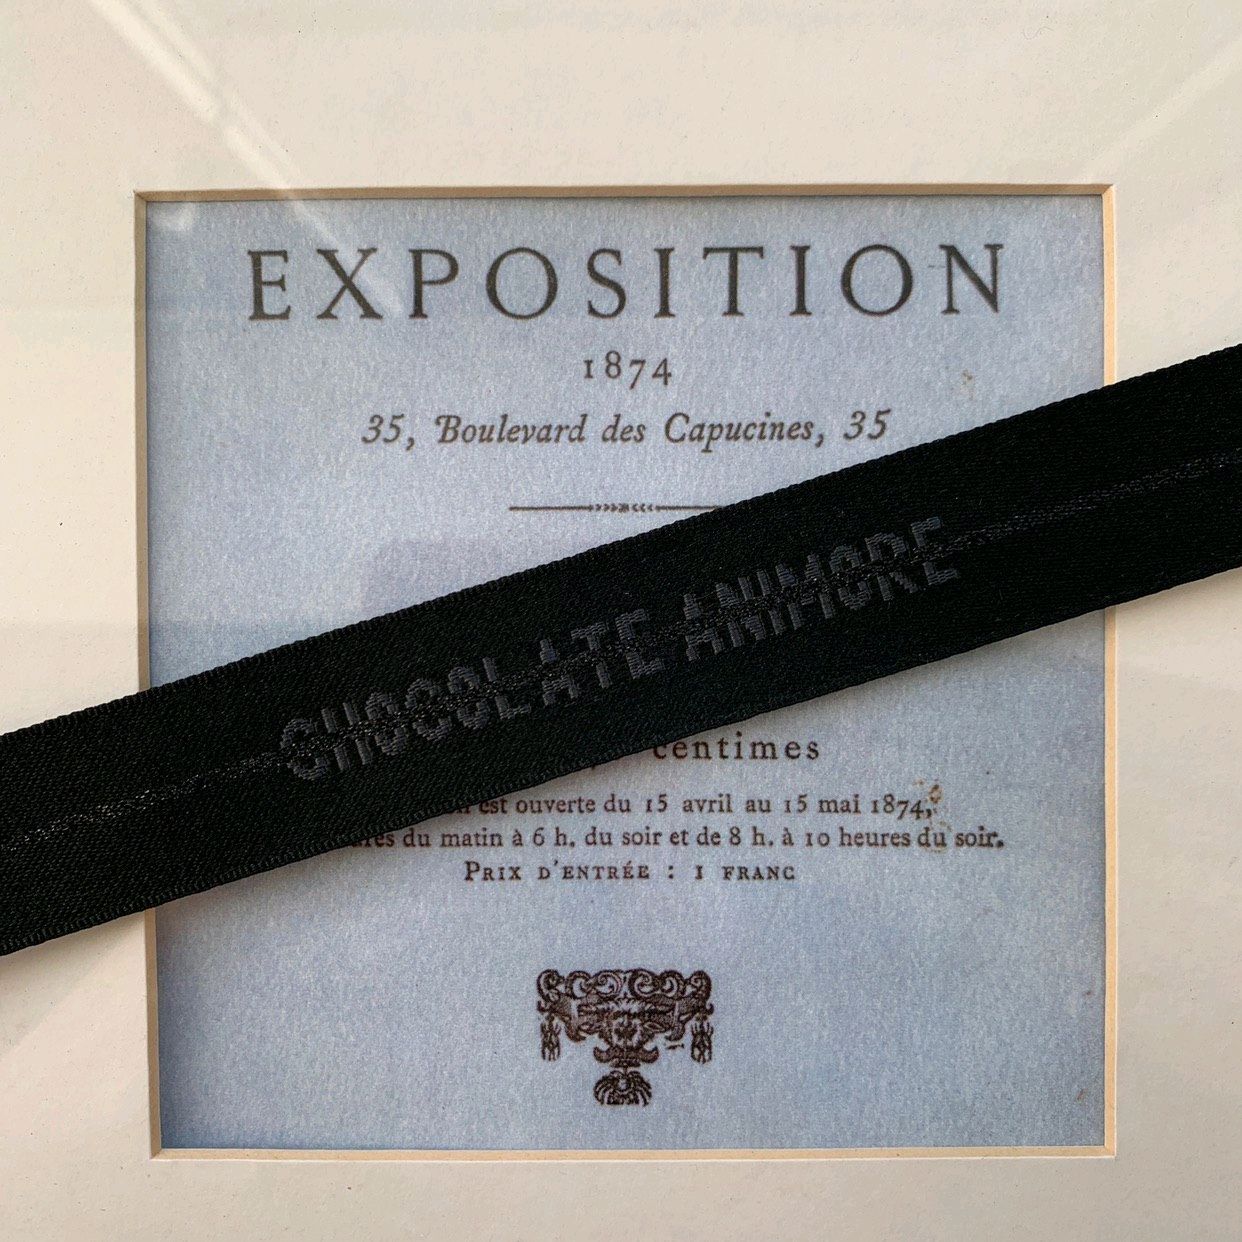 EXPOSITION
1874
35, Boulevard des Capucines, 35
CHOCOLATE ANIMORE
centimes
est ouverte du 15 avril au 15 mai 1874,
du matin à 6 h. du soir et de 8 h. à 10 heures du soir.
PRIX D'ENTRÉE : 1 FRANC